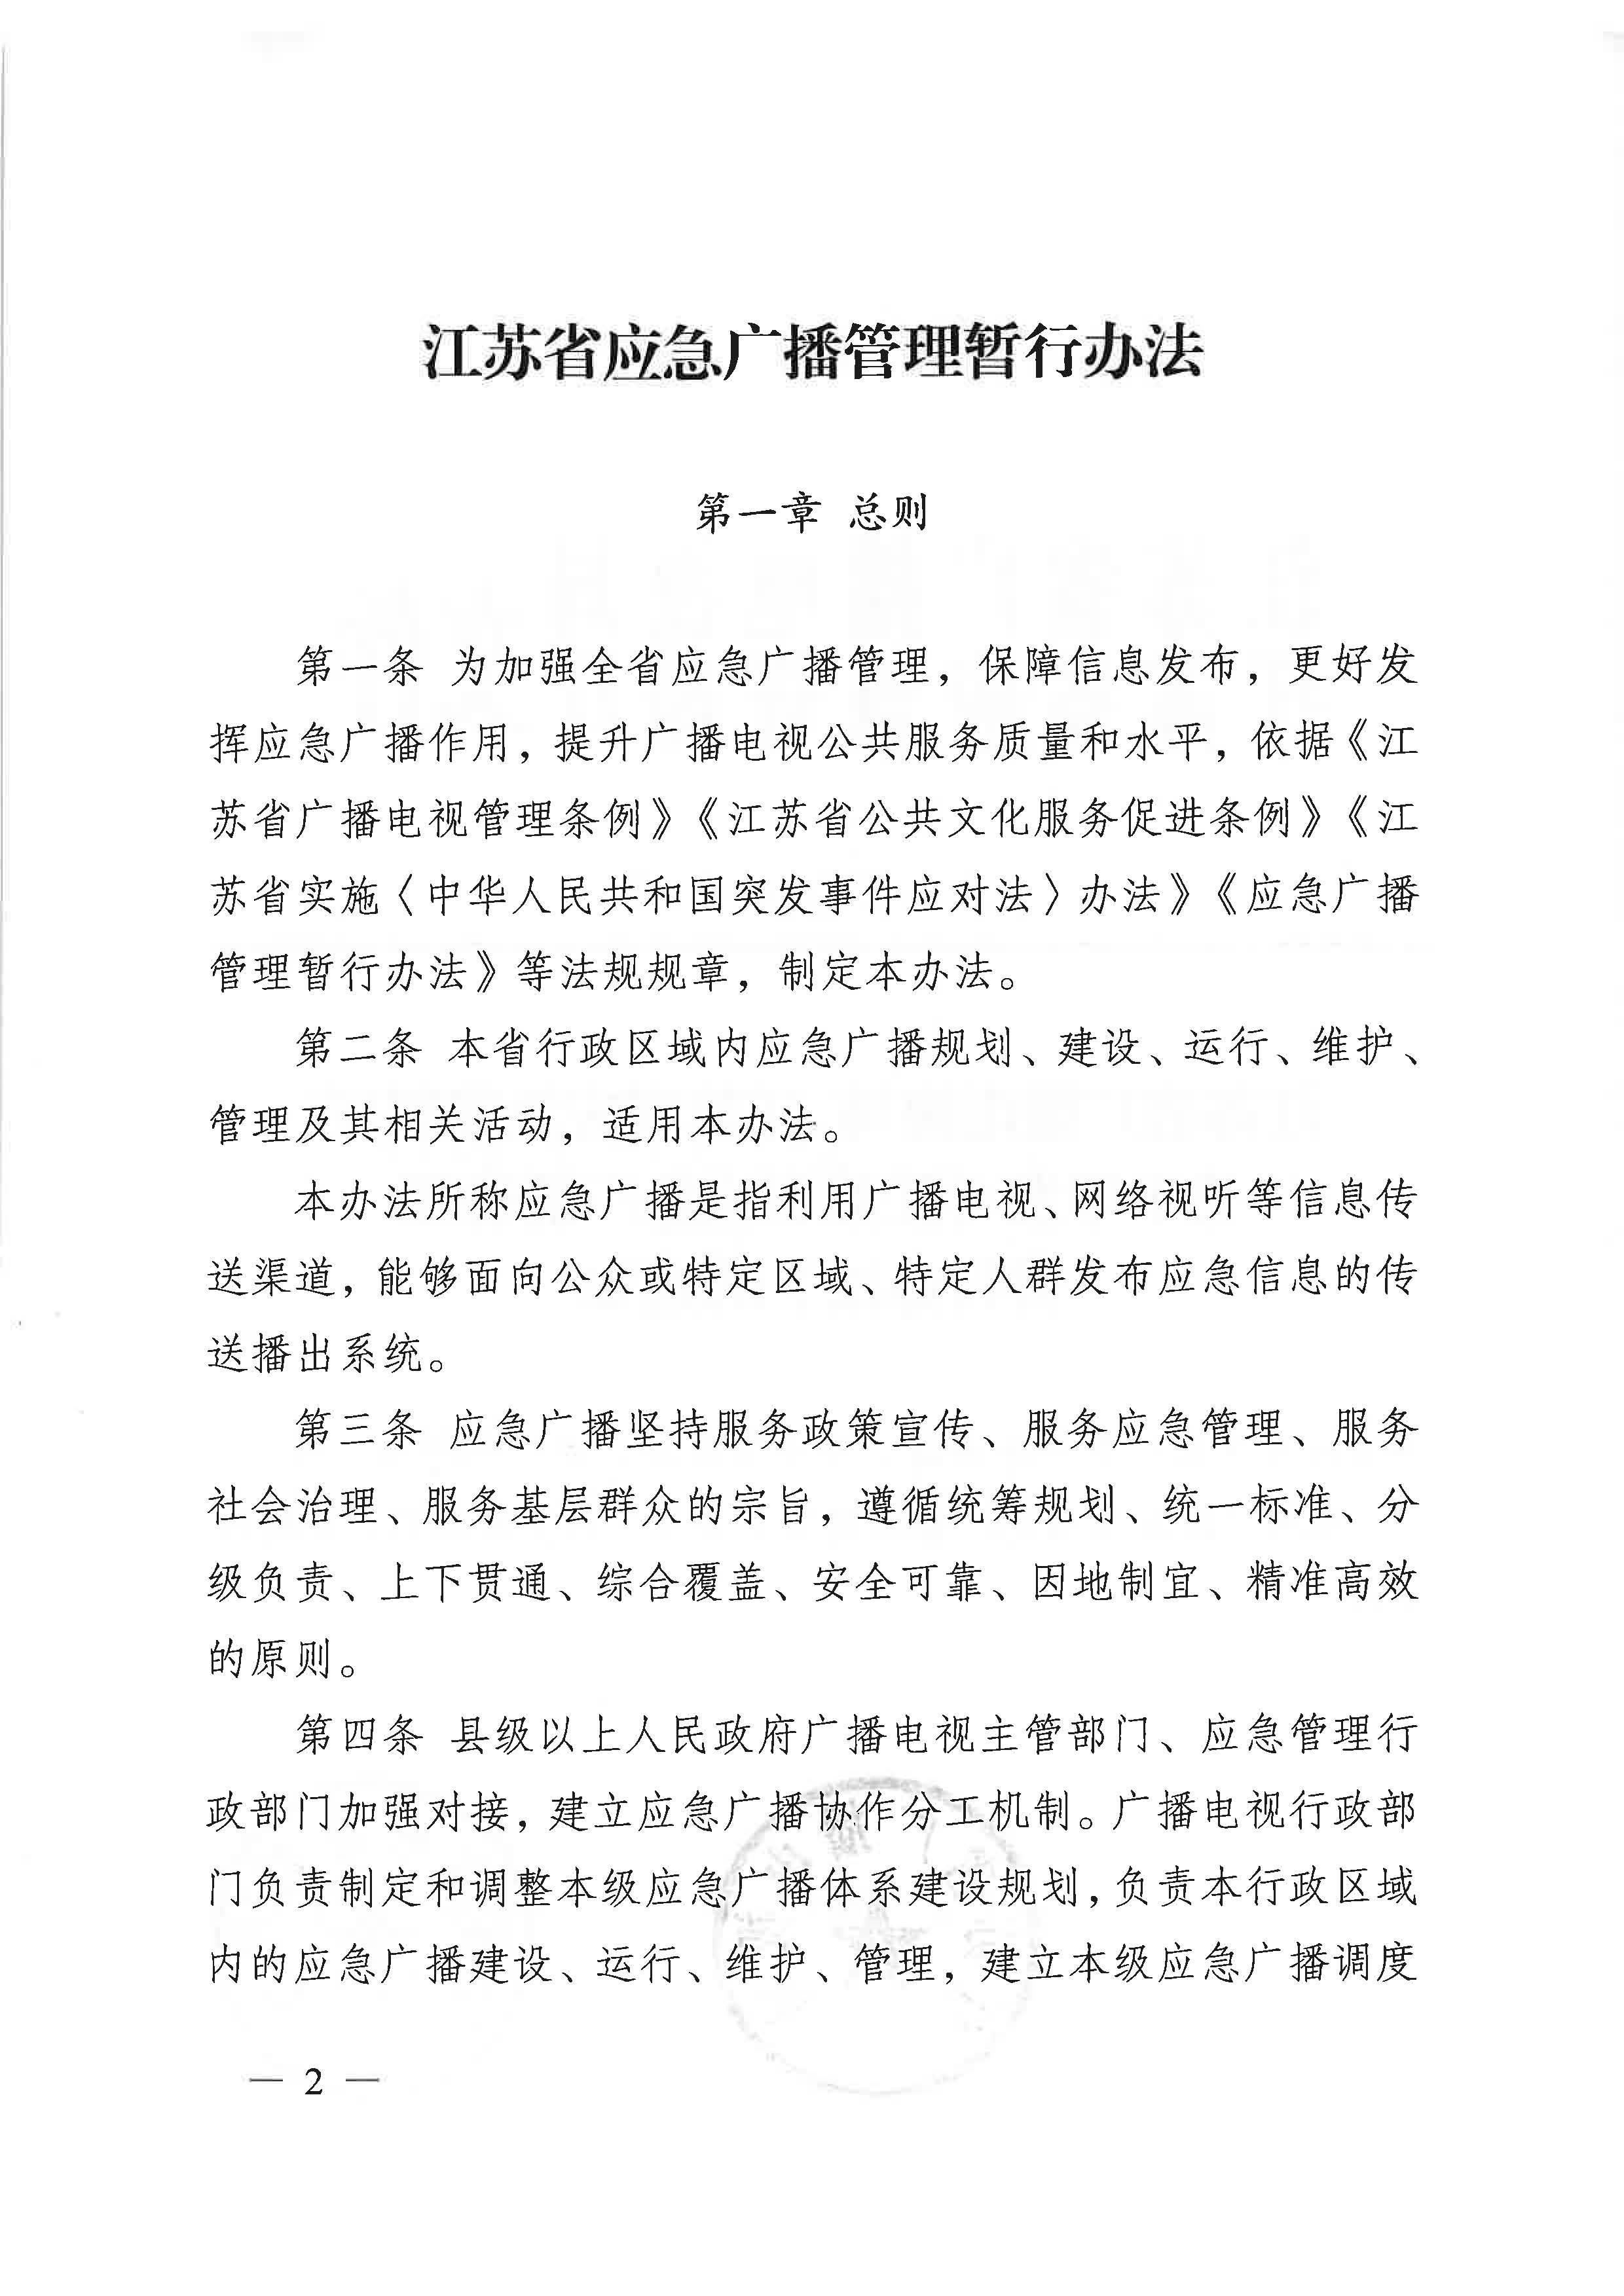 江苏省应急广播管理暂行办法
第一章 总则
第一条 为加强全省应急广播管理，保障信息发布，更好发
挥应急广播作用，提升广播电视公共服务质量和水平，依据《江
苏省广播电视管理条例》《江苏省公共文化服务促进条例》《江
苏省实施〈中华人民共和国突发事件应对法〉办法》《应急广播
管理暂行办法》等法规规章，制定本办法。
第二条 本省行政区域内应急广播规划、建设、运行、维护、
管理及其相关活动，适用本办法。
本办法所称应急广播是指利用广播电视、网络视听等信息传
送渠道，能够面向公众或特定区域、特定人群发布应急信息的传
送播出系统。
第三条 应急广播坚持服务政策宣传、服务应急管理、服务
社会治理、服务基层群众的宗旨，遵循统筹规划、统一标准、分
级负责、上下贯通、综合覆盖、安全可靠、因地制宜、精准高效
的原则。
第四条 县级以上人民政府广播电视主管部门、应急管理行
政部门加强对接，建立应急广播协作分工机制。广播电视行政部
门负责制定和调整本级应急广播体系建设规划，负责本行政区域
内的应急广播建设、运行、维护、管理，建立本级应急广播调度
— 2 —